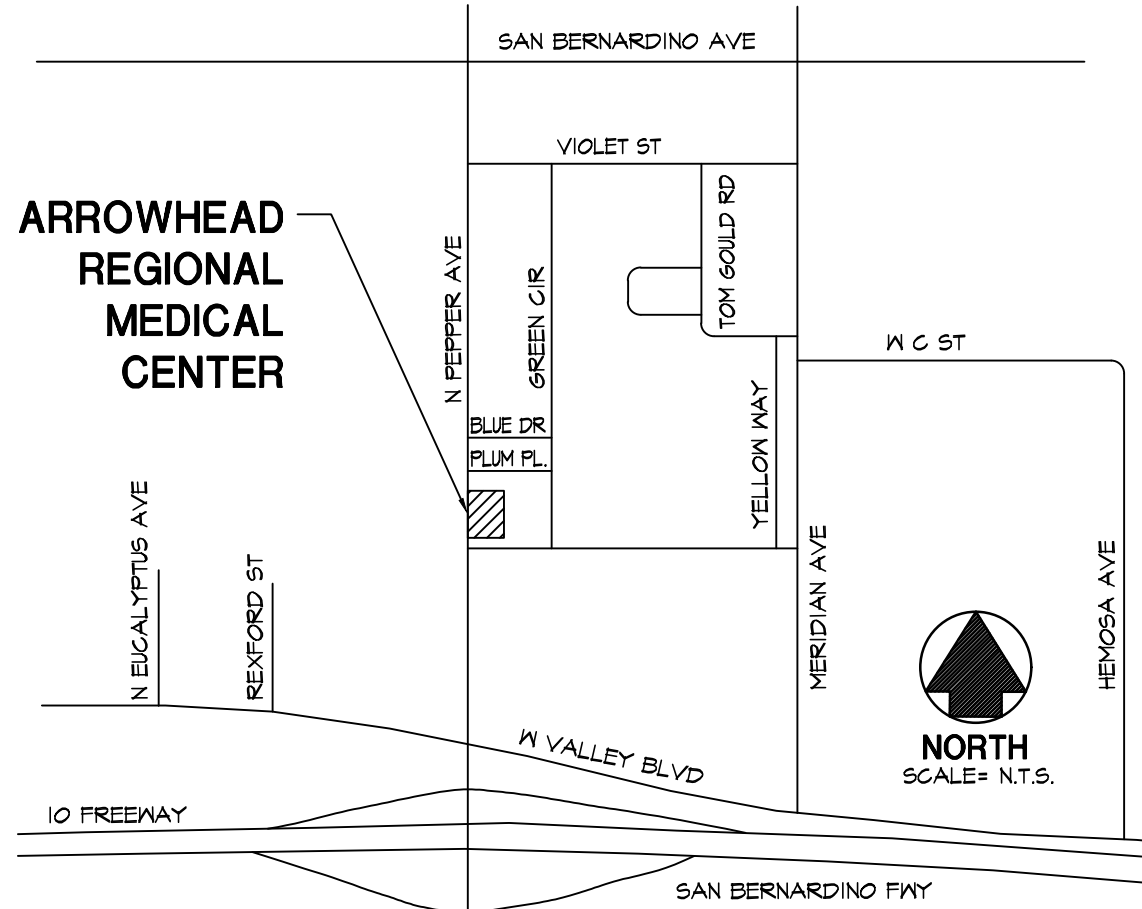 SAN BERNARDINO AVE
VIOLET ST
TOM GOULD RD
ARROWHEAD
REGIONAL
MEDICAL
CENTER
N PEPPER AVE
GREEN CIR
W C ST
BLUE DR
PLUM PL.
YELLOW WAY
N EUCALYPTUS AVE
REXFORD ST
MERIDIAN AVE
HEMOSA AVE
W VALLEY BLVD
NORTH
SCALE= N.T.S.
10 FREEWAY
SAN BERNARDINO FWY